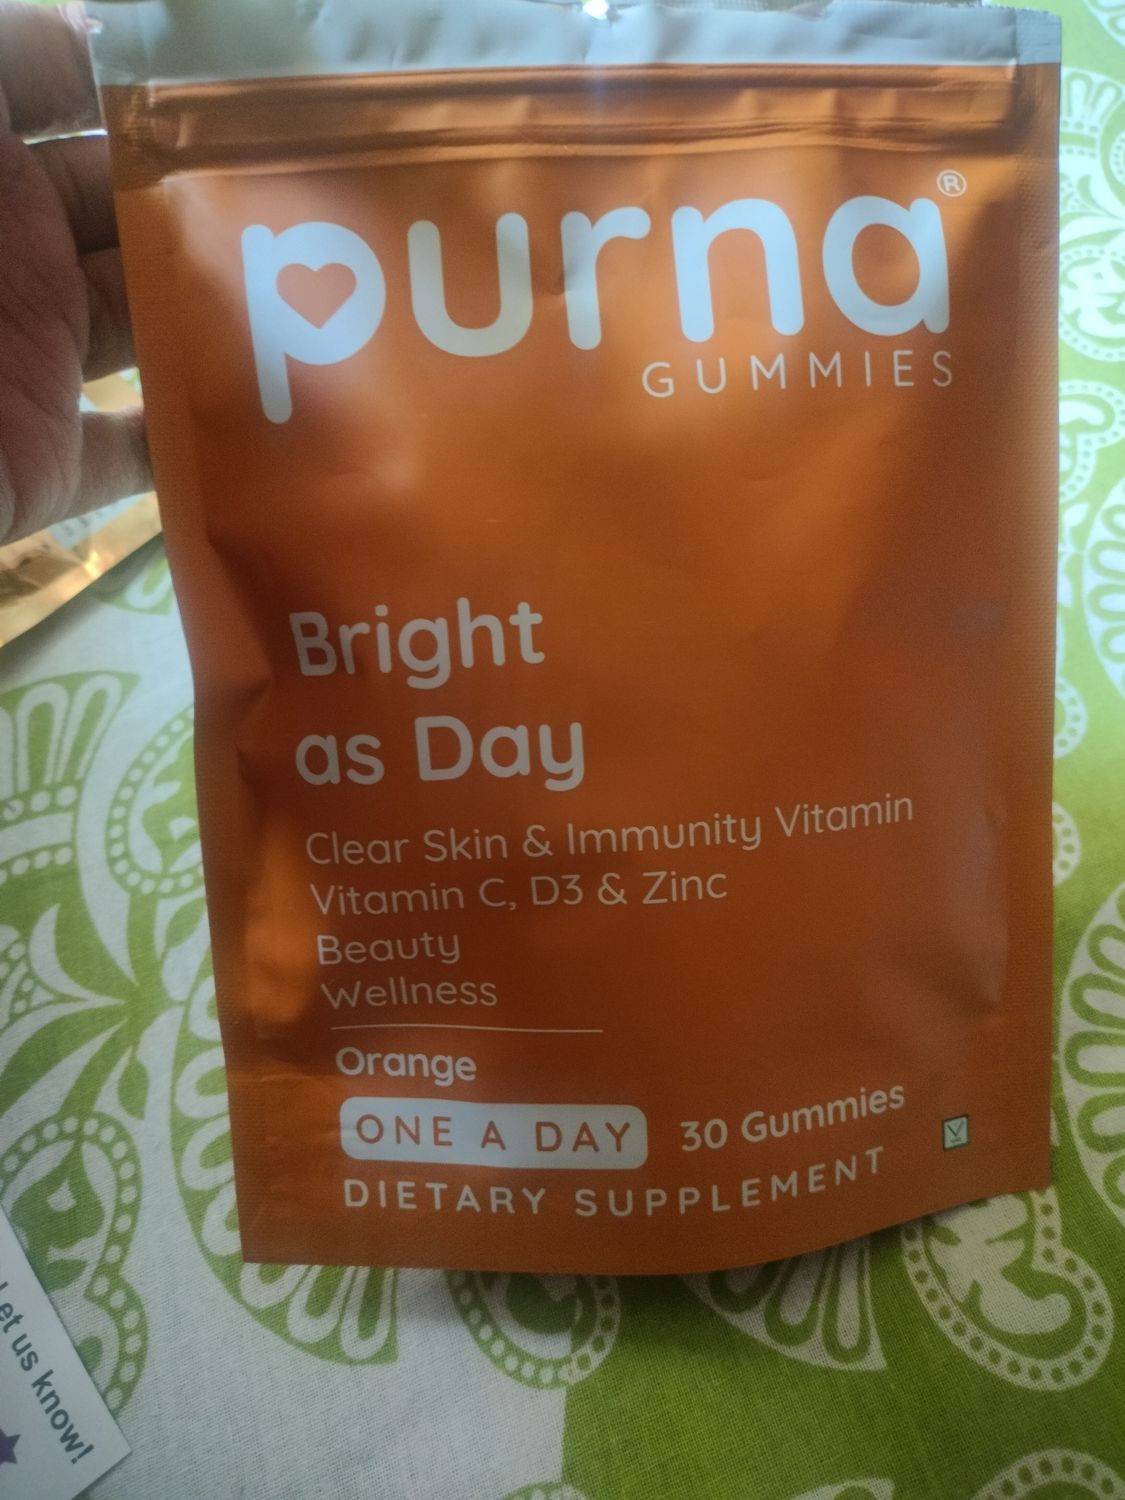 purna®
GUMMIES
Bright
as Day
Clear Skin & Immunity Vitamin
Vitamin C, D3 & Zinc
Beauty
Wellness
Orange
ONE A DAY
30 Gummies
DIETARY SUPPLEMENT
Let us know!